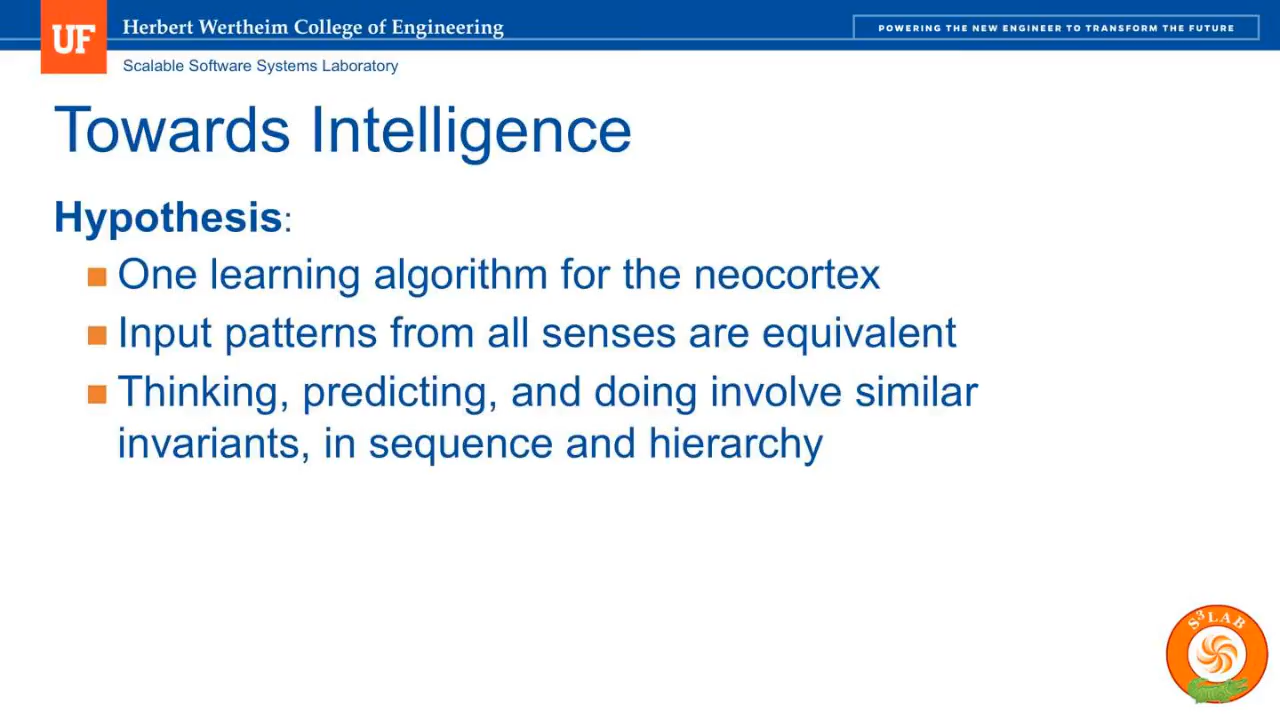 UF
Herbert Wertheim College of Engineering
POWERING THE NEW ENGINEER TO TRANSFORM THE FUTURE
Scalable Software Systems Laboratory
Towards Intelligence
Hypothesis:
One learning algorithm for the neocortex
Input patterns from all senses are equivalent
Thinking, predicting, and doing involve similar
invariants, in sequence and hierarchy
S³LAB